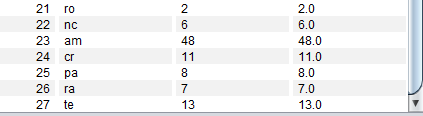 21 ro 2 2.0
22 nc 6 6.0
23 am 48 48.0
24 cr 11 11.0
25 pa 8 8.0
26 ra 7 7.0
27 te 13 13.0